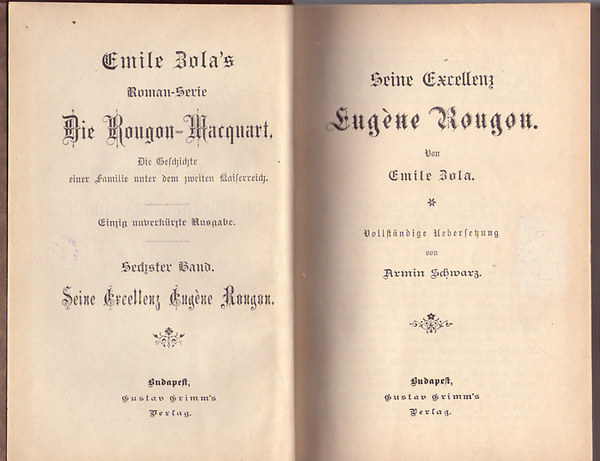 Emile Zola's
Roman-Serie
Die Rougon-Macquart.
Die Geschichte
einer Familie unter dem zweiten Kaiserreich.
Einzig unverkürzte Ausgabe.
Sechster Band.
Seine Excellenz Eugène Rougon.
Budapest,
Gustav Grimm's
Verlag.
Seine Excellenz
Eugène Rougon.
Von
Emile Zola.
*
Vollständige Uebersetzung
von
Armin Schwarz.
Budapest,
Gustav Grimm's
Verlag.